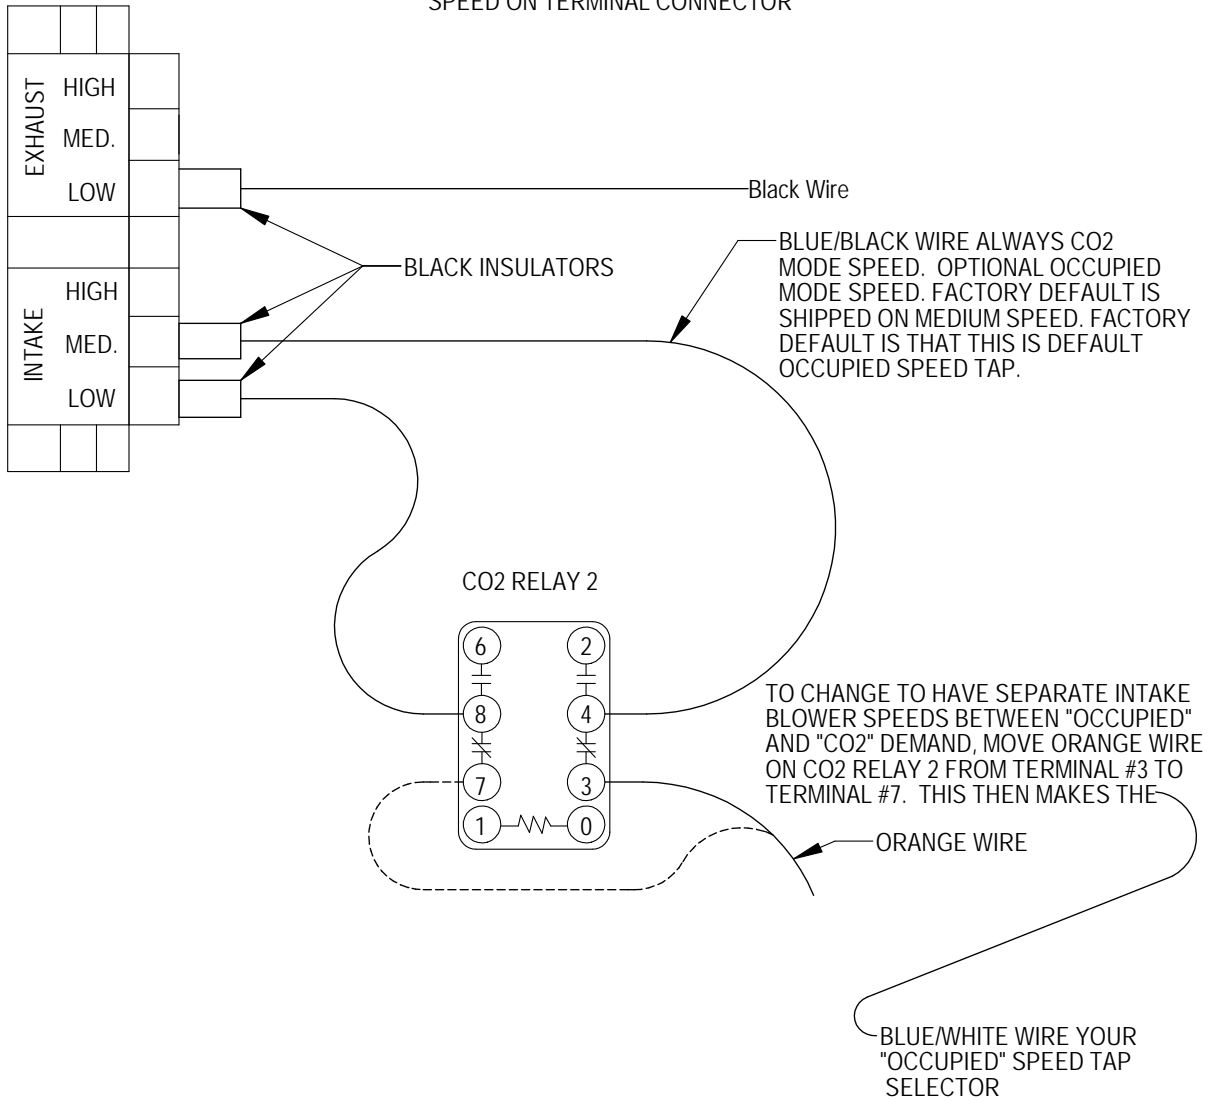 SPEED ON TERMINAL CONNECTOR
EXHAUST
HIGH
MED.
LOW
Black Wire
BLACK INSULATORS
BLUE/BLACK WIRE ALWAYS CO2
MODE SPEED. OPTIONAL OCCUPIED
MODE SPEED. FACTORY DEFAULT IS
SHIPPED ON MEDIUM SPEED. FACTORY
DEFAULT IS THAT THIS IS DEFAULT
OCCUPIED SPEED TAP.
INTAKE
HIGH
MED.
LOW
CO2 RELAY 2
6
2
8
4
7
3
1
0
TO CHANGE TO HAVE SEPARATE INTAKE
BLOWER SPEEDS BETWEEN "OCCUPIED"
AND "CO2" DEMAND, MOVE ORANGE WIRE
ON CO2 RELAY 2 FROM TERMINAL #3 TO
TERMINAL #7. THIS THEN MAKES THE
ORANGE WIRE
BLUE/WHITE WIRE YOUR
"OCCUPIED" SPEED TAP
SELECTOR